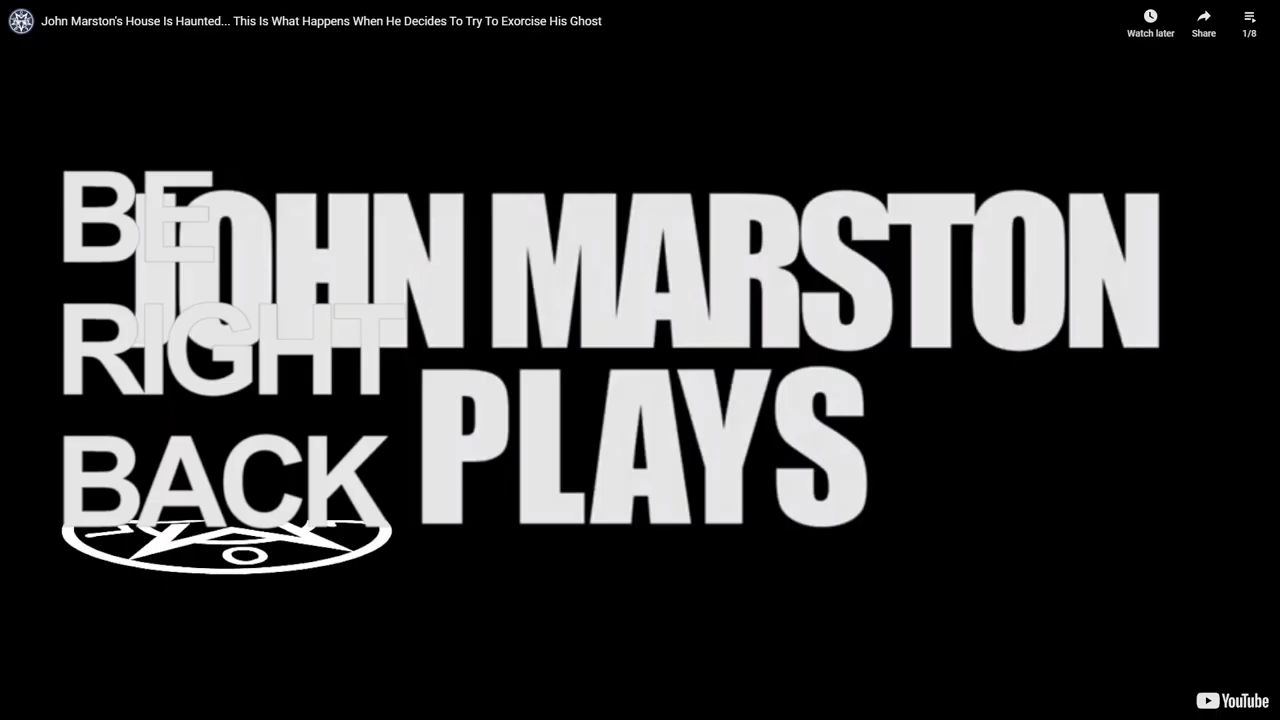 John Marston's House Is Haunted... This Is What Happens When He Decides To Try To Exorcise His Ghost
Watch later
Share
1/8
BE
RIGHT
BACK
JOHN MARSTON
PLAYS
YouTube